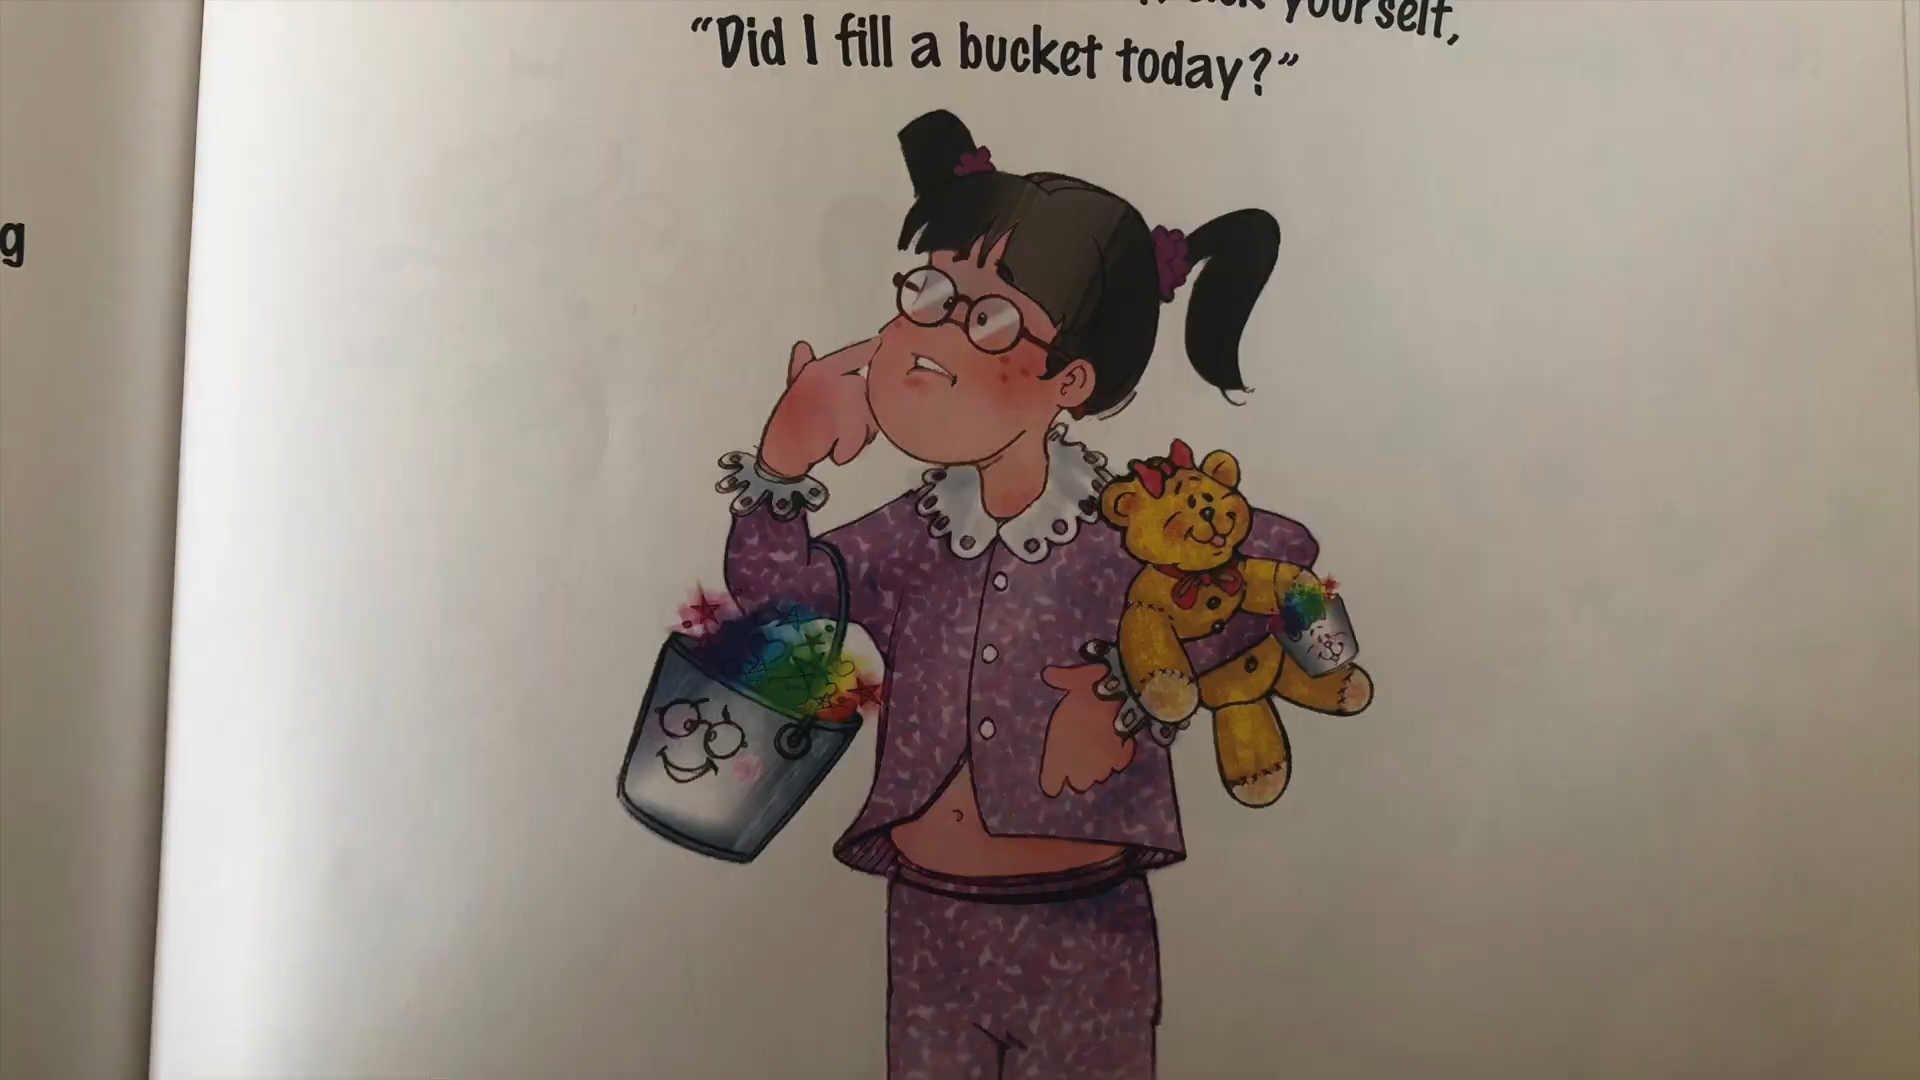 g
yourself,
“Did I fill a bucket today?”